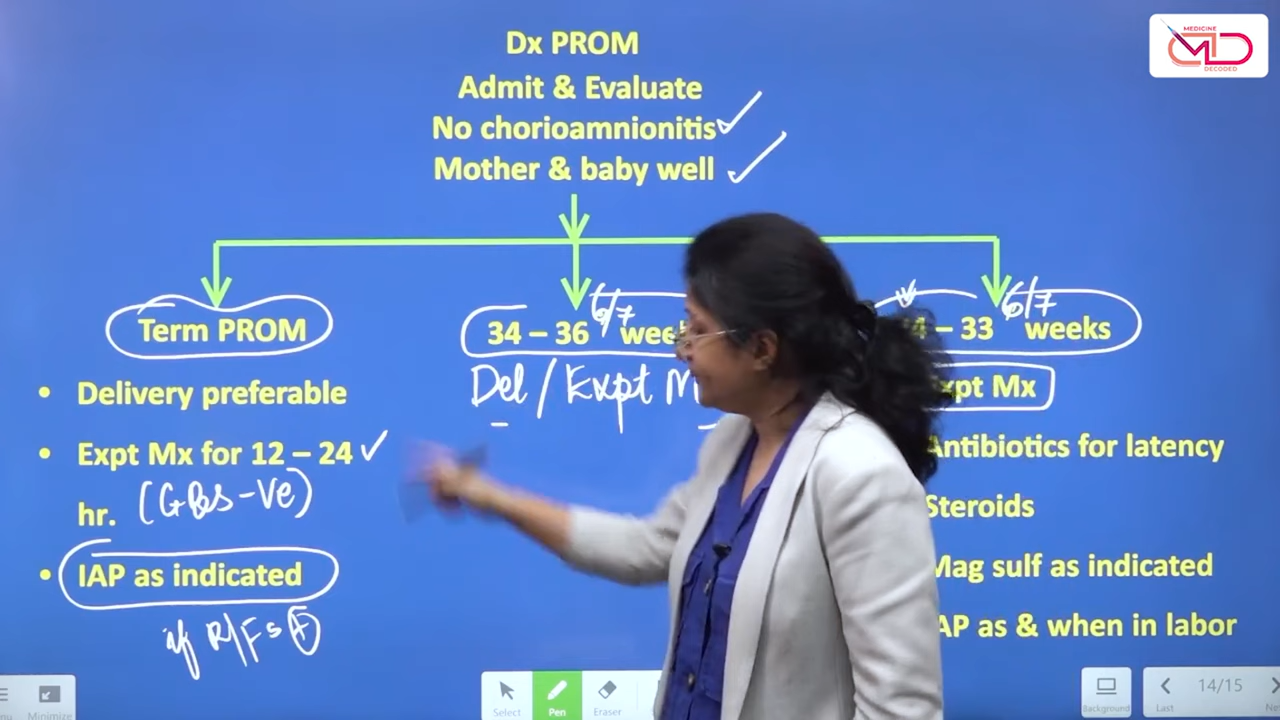 MEDICINE
MD
DECODED
Dx PROM
Admit & Evaluate
No chorioamnionitis
Mother & baby well
Term PROM
• Delivery preferable
• Expt Mx for 12 – 24
hr. (GBS -ve)
• IAP as indicated
if R/Fs +
34 – 36 6/7
Del / Expt
– 33 6/7 weeks
Mx
Antibiotics for latency
Steroids
Mag sulf as indicated
as & when in labor
Minimize
Select
Pen
Eraser
Background
Last
14/15